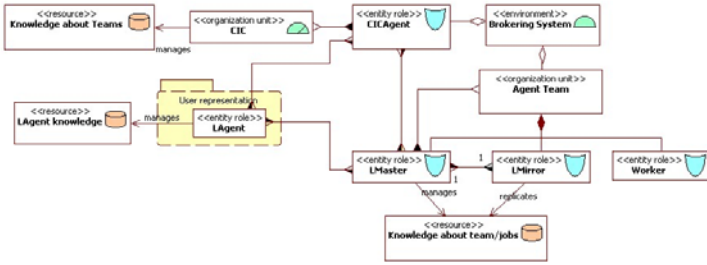 <<resource>>
Knowledge about Teams
<<organization unit>>
CIC
<<entity role>>
CICAgent
<<environment>>
Brokering System
manages
<<organization unit>>
Agent Team
User representation
<<resource>>
LAgent knowledge
manages
<<entity role>>
LAgent
<<entity role>>
LMaster
1
1
<<entity role>>
LMirror
<<entity role>>
Worker
manages
replicates
<<resource>>
Knowledge about team/jobs